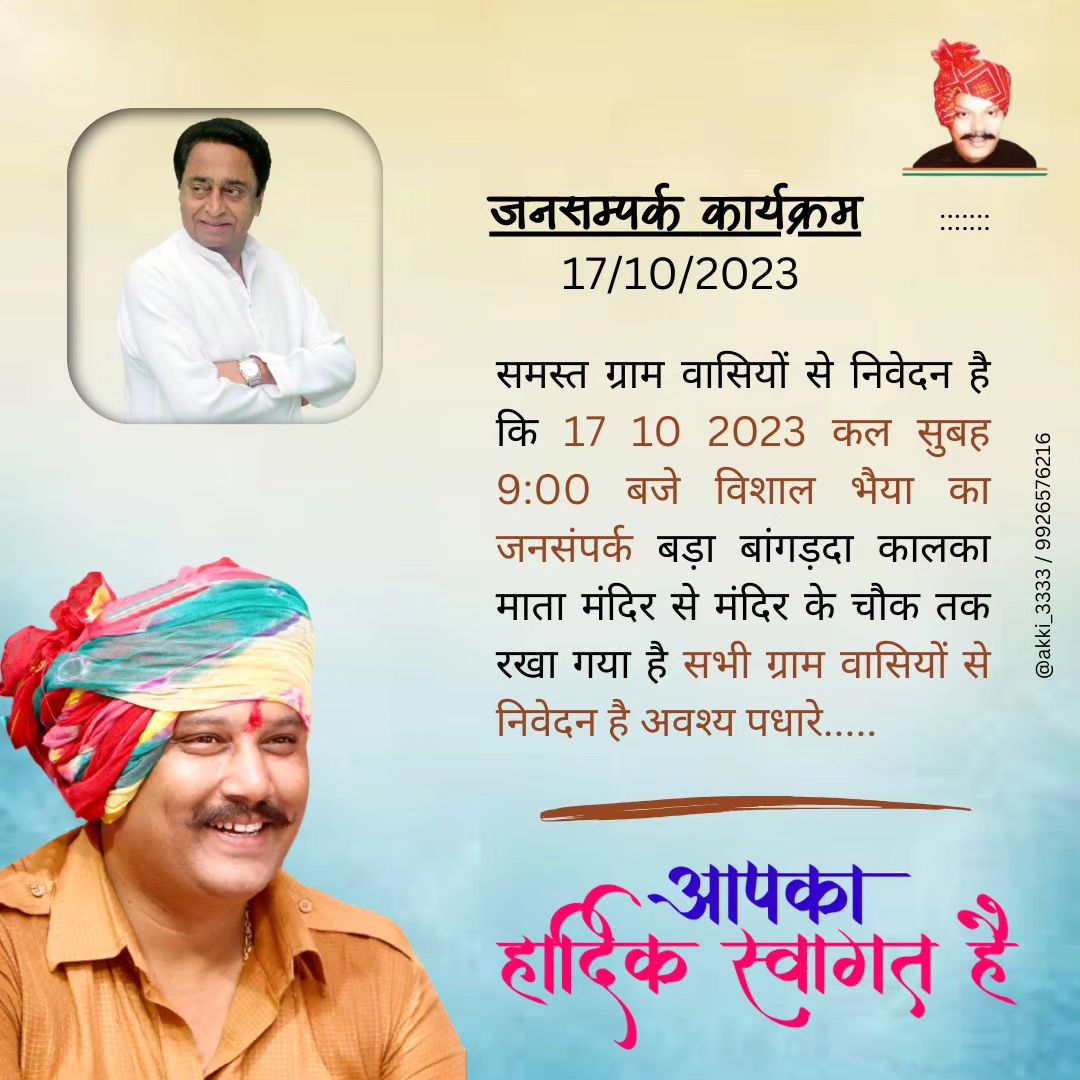 जनसम्पर्क कार्यक्रम
17/10/2023
समस्त ग्राम वासियों से निवेदन है
कि 17 10 2023 कल सुबह
9:00 बजे विशाल भैया का
जनसंपर्क बड़ा बांगड़दा कालका
माता मंदिर से मंदिर के चौक तक
रखा गया है सभी ग्राम वासियों से
निवेदन है अवश्य पधारे.....
@akki_3333 / 9926576216
आपका
हार्दिक स्वागत है